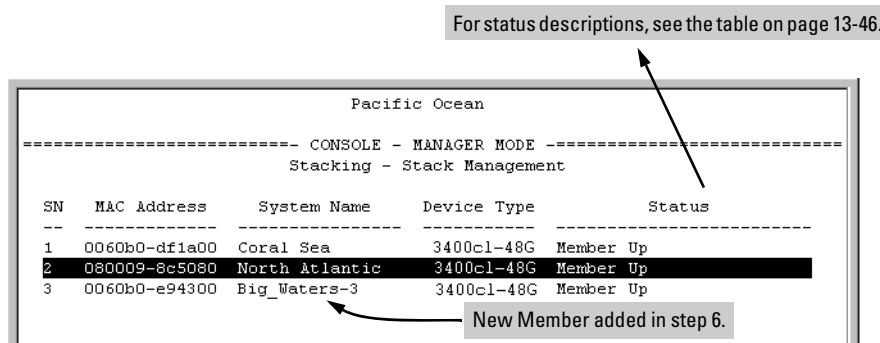 For status descriptions, see the table on page 13-46.
Pacific Ocean
==========================- CONSOLE - MANAGER MODE -============================
Stacking - Stack Management
SN MAC Address System Name Device Type Status
-- ------------- ---------------- ----------- -------------------------
1 0060b0-df1a00 Coral Sea 3400cl-48G Member Up
2 080009-8c5080 North Atlantic 3400cl-48G Member Up
3 0060b0-e94300 Big_Waters-3 3400cl-48G Member Up
New Member added in step 6.